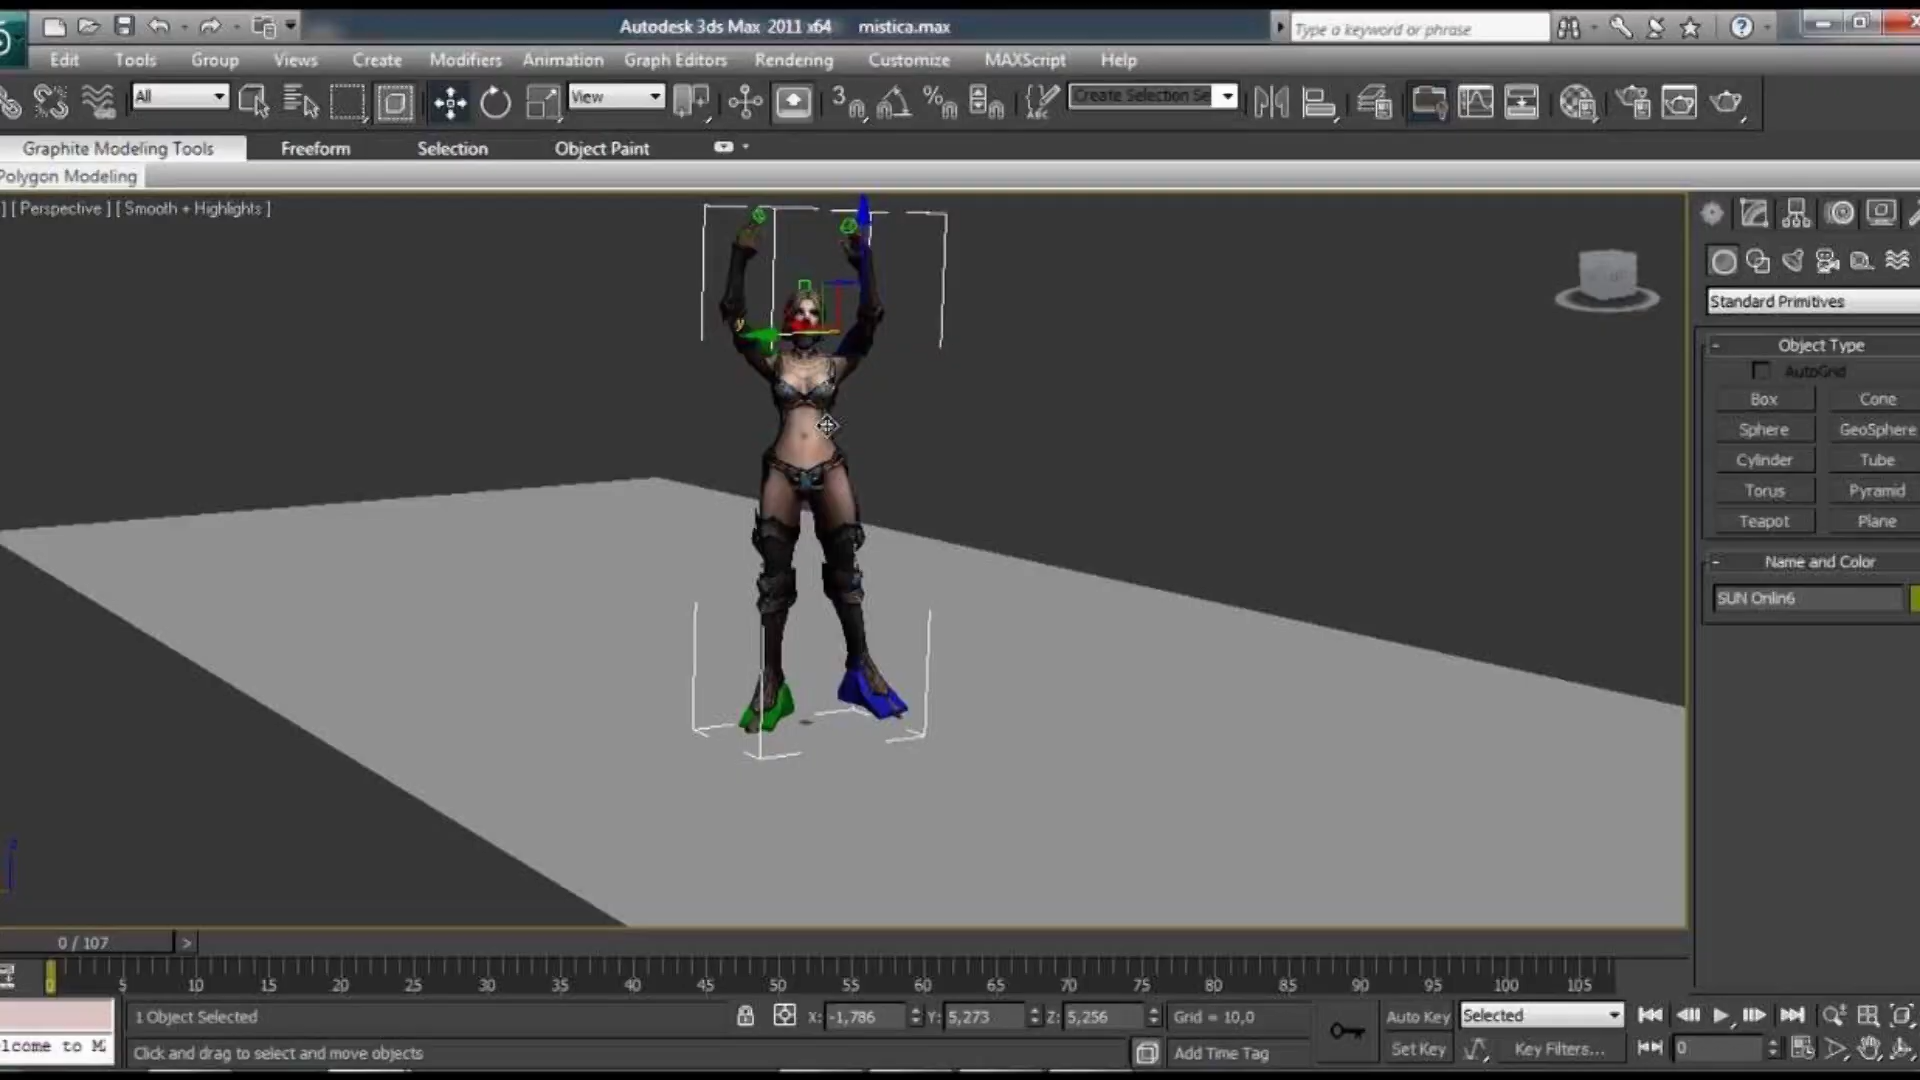 Autodesk 3ds Max 2011 x64 mistica.max
Type a keyword or phrase
Edit Tools Group Views Create Modifiers Animation Graph Editors Rendering Customize MAXScript Help
All View Create Selection Se
Graphite Modeling Tools Freeform Selection Object Paint
Polygon Modeling
] [ Perspective ] [ Smooth + Highlights ]
Standard Primitives
- Object Type
AutoGrid
Box Cone
Sphere GeoSphere
Cylinder Tube
Torus Pyramid
Teapot Plane
- Name and Color
SUN Onlin6
0 / 107 >
0 5 10 15 20 25 30 35 40 45 50 55 60 65 70 75 80 85 90 95 100 105
1 Object Selected X: -1,786 Y: 5,273 Z: 5,256 Grid = 10,0 Auto Key Selected
lcome to M
Click and drag to select and move objects Add Time Tag Set Key Key Filters... 0